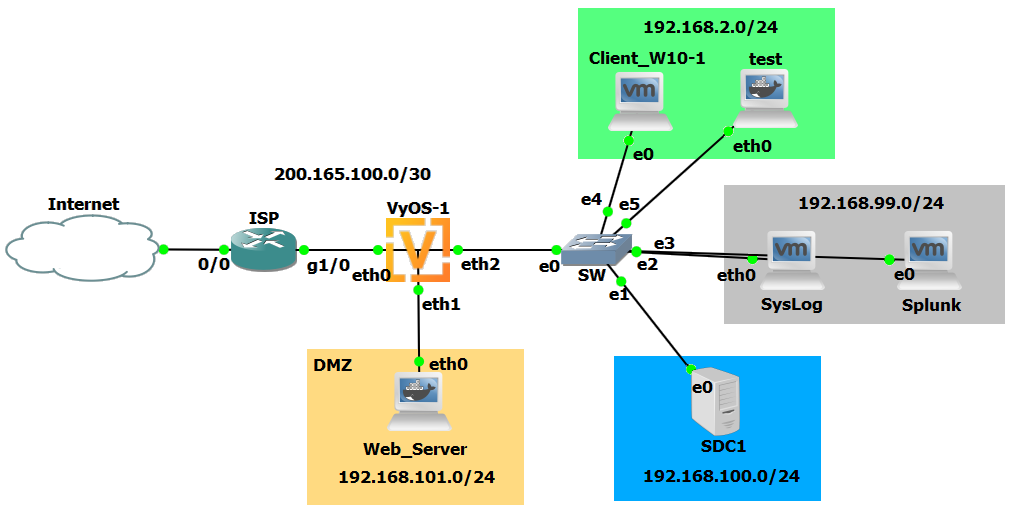 192.168.2.0/24
Client_W10-1
test
vm
e0
eth0
200.165.100.0/30
Internet
ISP
VyOS-1
V
0/0
g1/0
eth0
eth2
eth1
e0
SW
e4
e5
e3
e2
e1
192.168.99.0/24
vm
vm
eth0
e0
SysLog
Splunk
DMZ
eth0
Web_Server
192.168.101.0/24
e0
SDC1
192.168.100.0/24